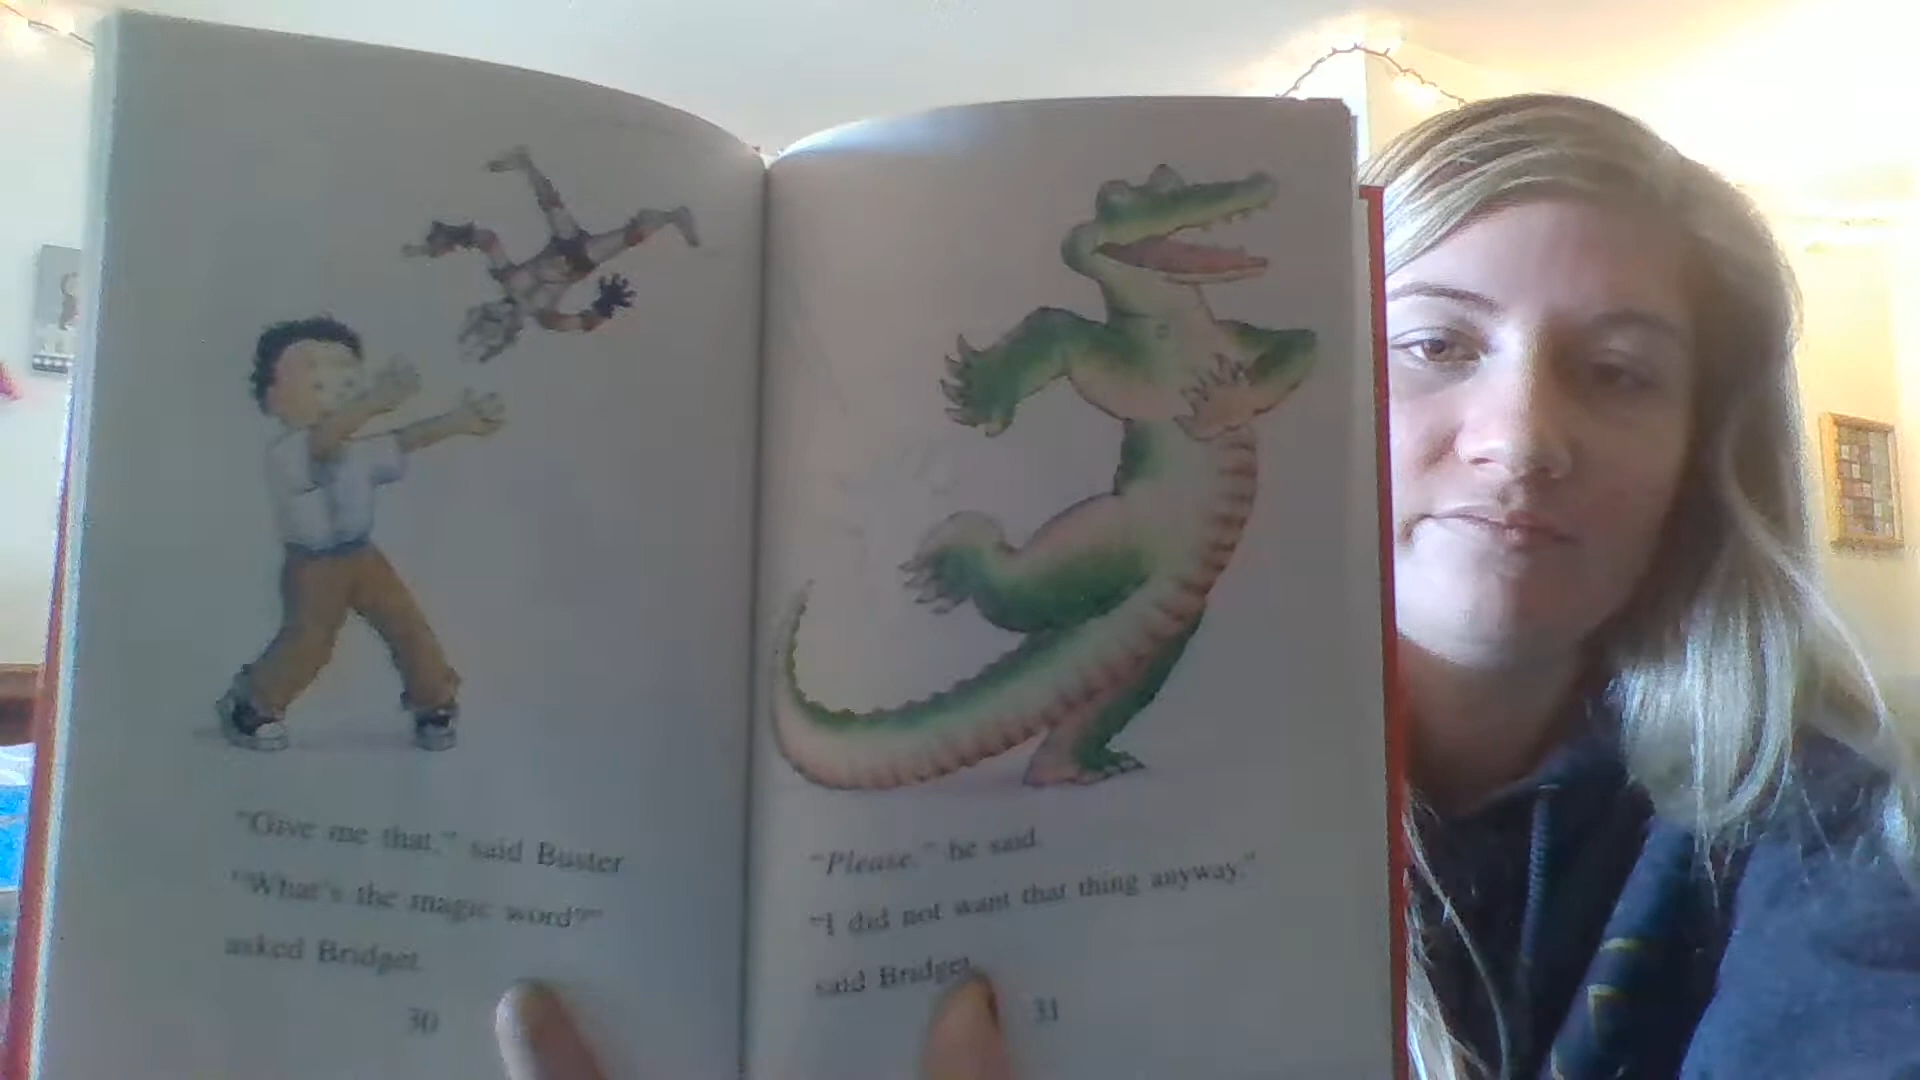 "Give me that," said Buster
"What's the magic word?"
asked Bridget.
30
"Please," he said.
"I did not want that thing anyway,"
said Bridget.
31